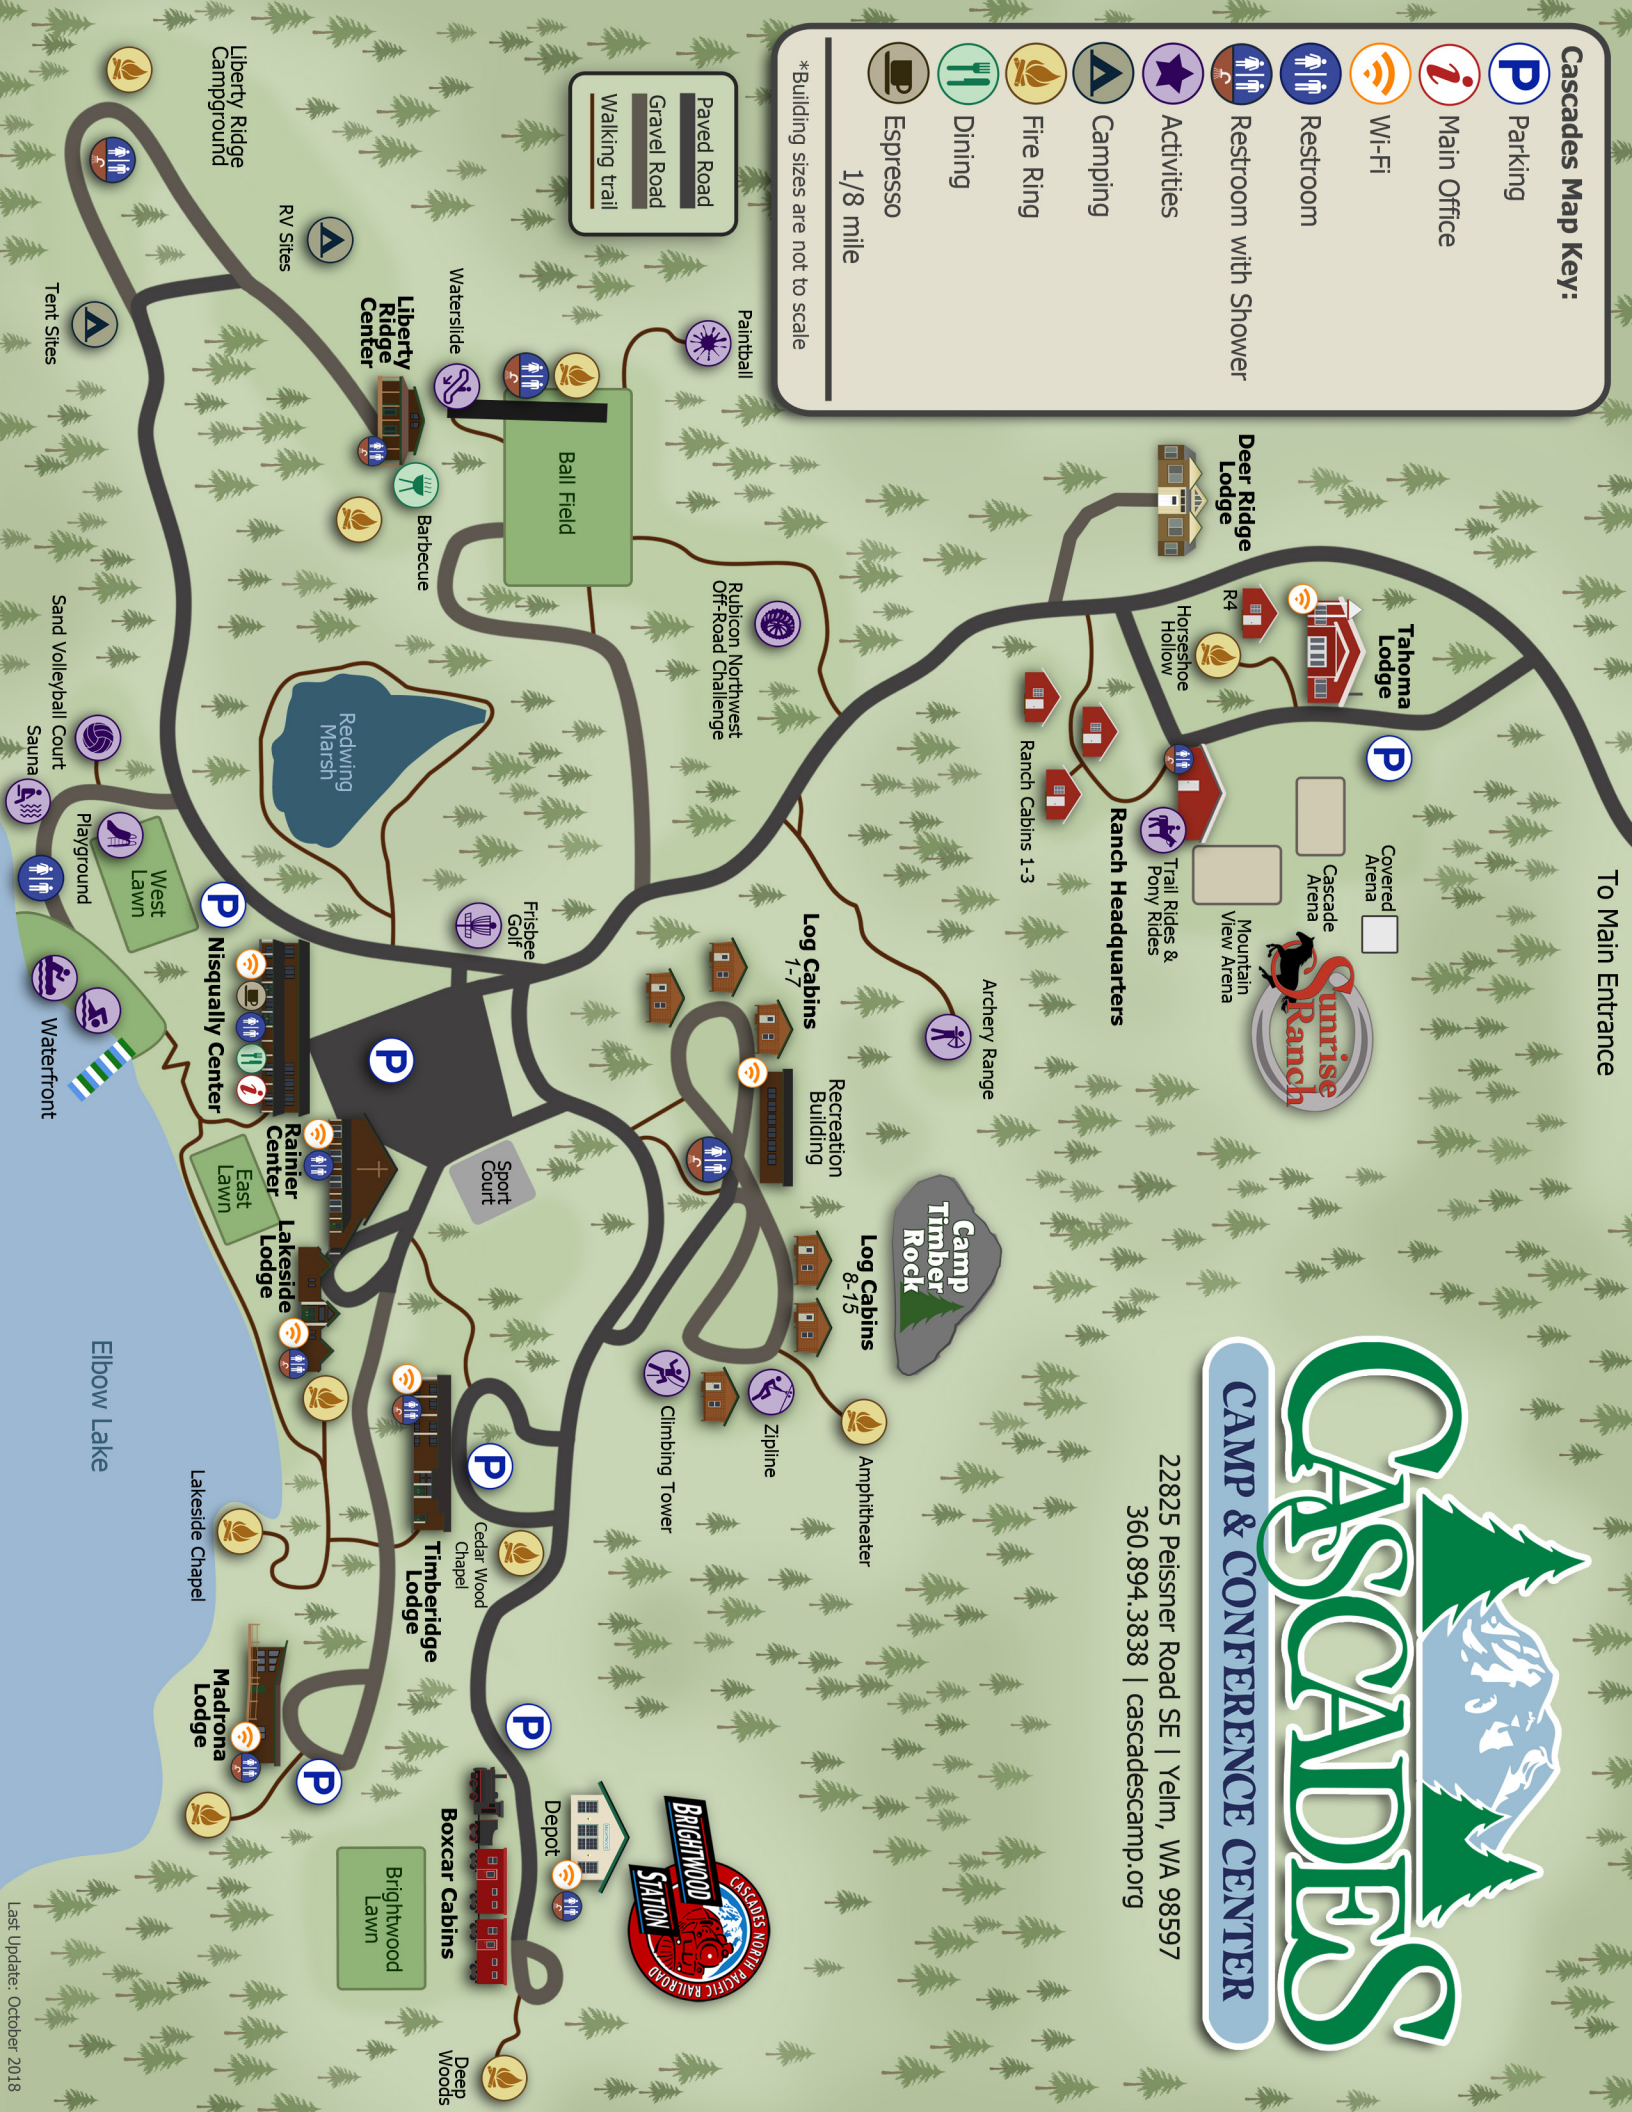 Cascades Map Key:
Parking
Main Office
Wi-Fi
Restroom
Restroom with Shower
Activities
Camping
Fire Ring
Dining
Espresso
1/8 mile
*Building sizes are not to scale
Paved Road
Gravel Road
Walking trail
CASCADES
CAMP & CONFERENCE CENTER
22825 Peissner Road SE | Yelm, WA 98597
360.894.3838 | cascadescamp.org
To Main Entrance
Covered
Arena
Cascade
Arena
Mountain
View Arena
Sunrise
Ranch
Tahoma
Lodge
Deer Ridge
Lodge
R4
Horseshoe
Hollow
Trail Rides &
Pony Rides
Ranch Headquarters
Ranch Cabins 1-3
Archery Range
Camp
Timber
Rock
Log Cabins
8-15
Recreation
Building
Log Cabins
1-7
Amphitheater
Zipline
Climbing Tower
Paintball
Rubicon Northwest
Off-Road Challenge
Ball Field
Waterslide
Liberty
Ridge
Center
Barbecue
RV Sites
Liberty Ridge
Campground
Tent Sites
Redwing
Marsh
Frisbee
Golf
Sport
Court
BRIGHTWOOD
STATION
CASCADES NORTH PACIFIC RAILROAD
Depot
Boxcar Cabins
Deep
Woods
Brightwood
Lawn
Cedar Wood
Chapel
Timberidge
Lodge
Rainier
Center
Lakeside
Lodge
East
Lawn
Nisqually Center
West
Lawn
Playground
Sand Volleyball Court
Sauna
Waterfront
Elbow Lake
Lakeside Chapel
Madrona
Lodge
Last Update: October 2018